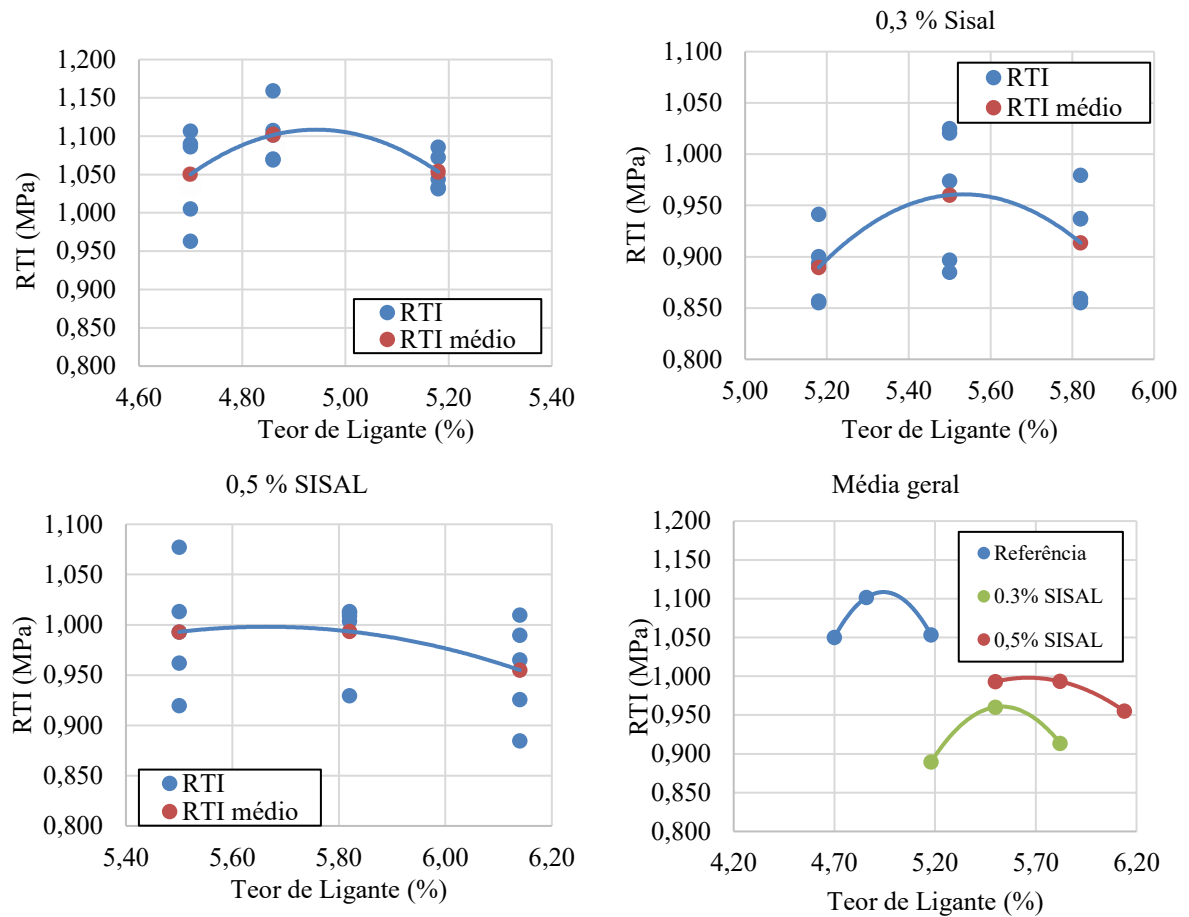 1,200
1,150
1,100
1,050
1,000
0,950
0,900
0,850
0,800
RTI (MPa)
RTI
RTI médio
4,60 4,80 5,00 5,20 5,40
Teor de Ligante (%)
0,3 % Sisal
1,100
1,050
1,000
0,950
0,900
0,850
0,800
RTI (MPa)
RTI
RTI médio
5,00 5,20 5,40 5,60 5,80 6,00
Teor de Ligante (%)
0,5 % SISAL
1,100
1,050
1,000
0,950
0,900
0,850
0,800
RTI (MPa)
RTI
RTI médio
5,40 5,60 5,80 6,00 6,20
Teor de Ligante (%)
Média geral
1,200
1,150
1,100
1,050
1,000
0,950
0,900
0,850
0,800
RTI (MPa)
Referência
0.3% SISAL
0,5% SISAL
4,20 4,70 5,20 5,70 6,20
Teor de Ligante (%)